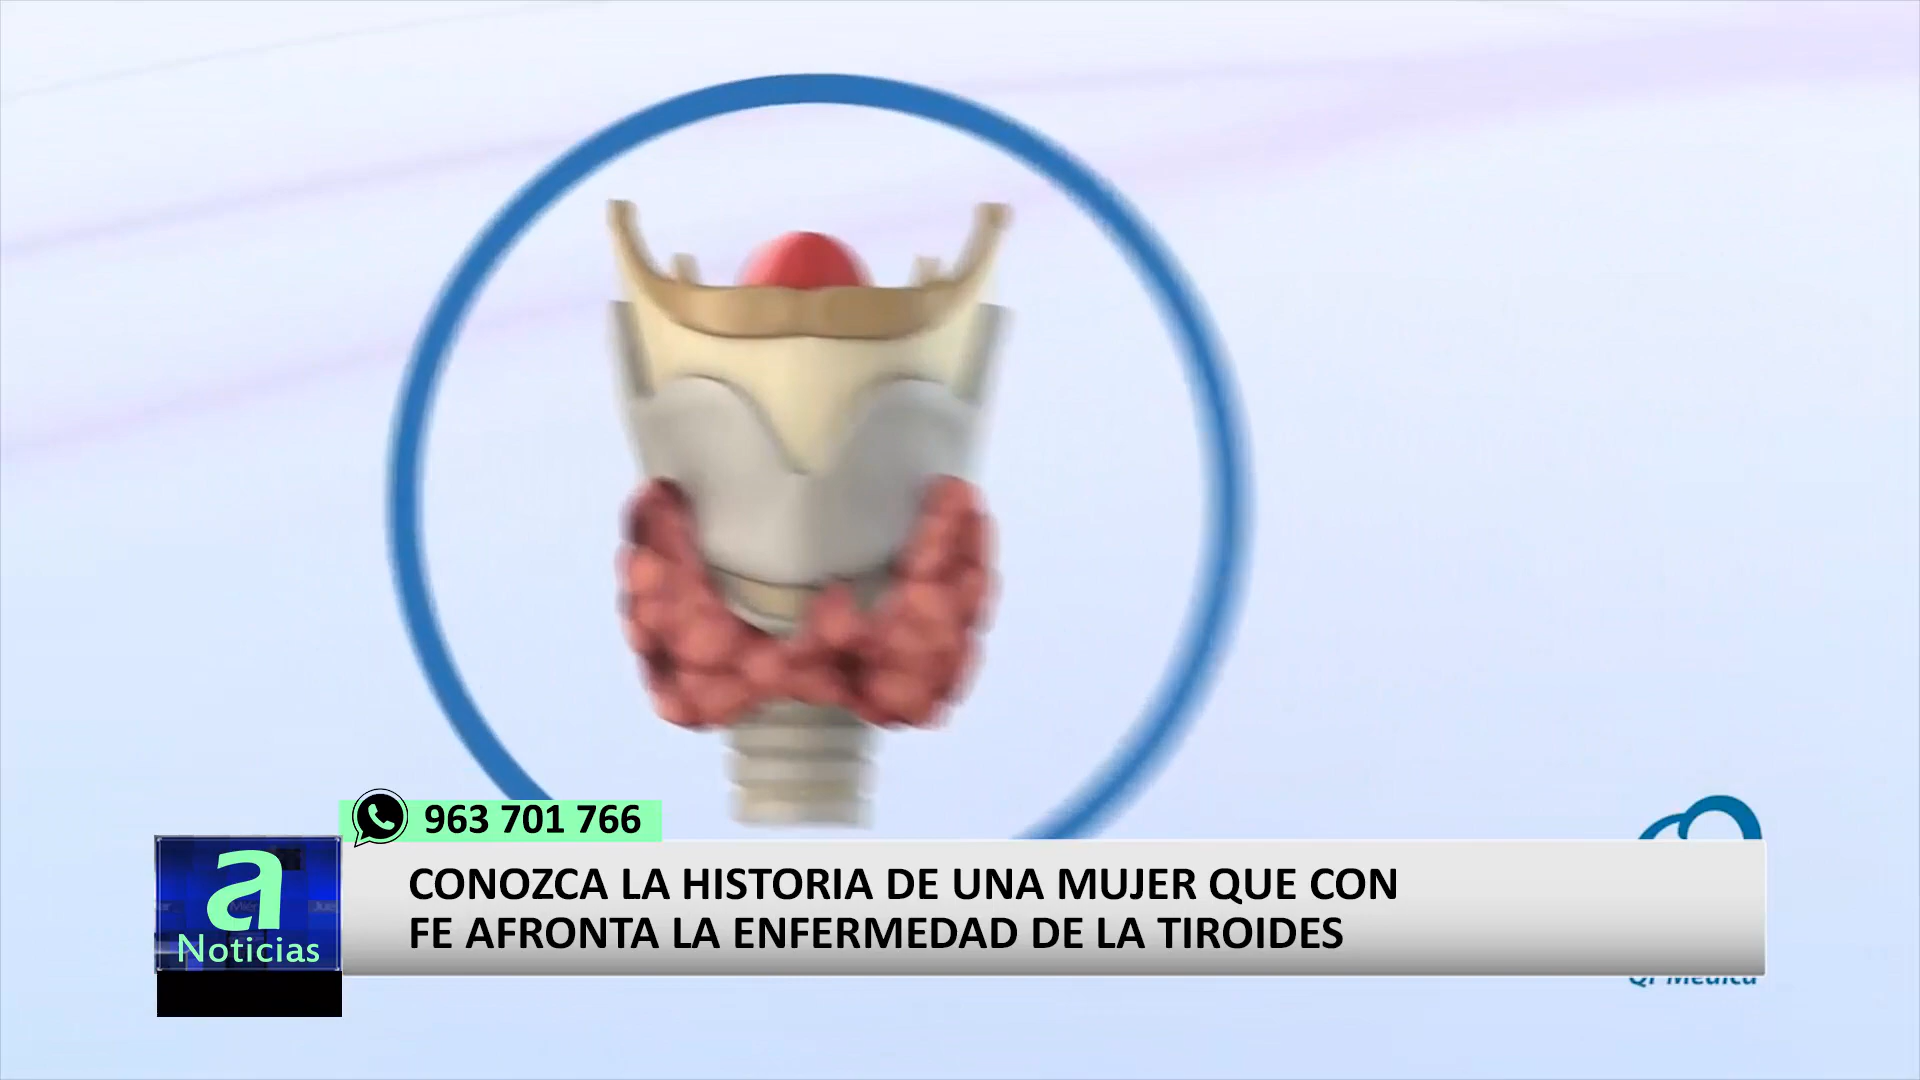 963 701 766
a
Noticias
CONOZCA LA HISTORIA DE UNA MUJER QUE CON
FE AFRONTA LA ENFERMEDAD DE LA TIROIDES